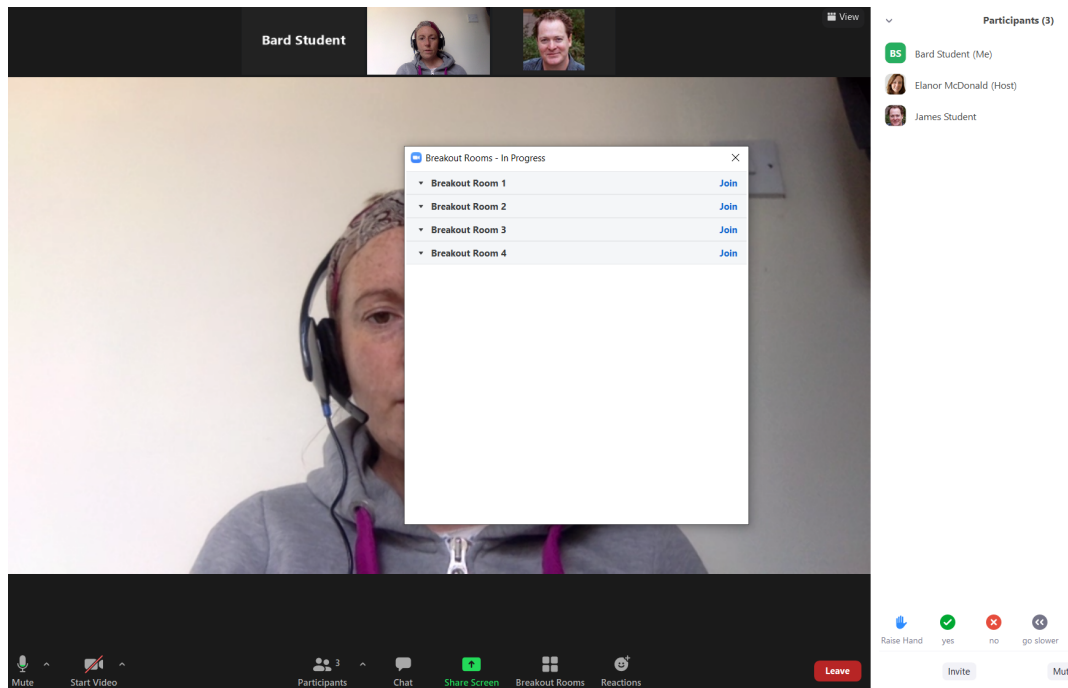 Bard Student
View
Participants (3)
BS
Bard Student (Me)
Elanor McDonald (Host)
James Student
Breakout Rooms - In Progress
Breakout Room 1 Join
Breakout Room 2 Join
Breakout Room 3 Join
Breakout Room 4 Join
Raise Hand yes no go slower
Mute Start Video Participants 3 Chat Share Screen Breakout Rooms Reactions Leave
Invite Mut